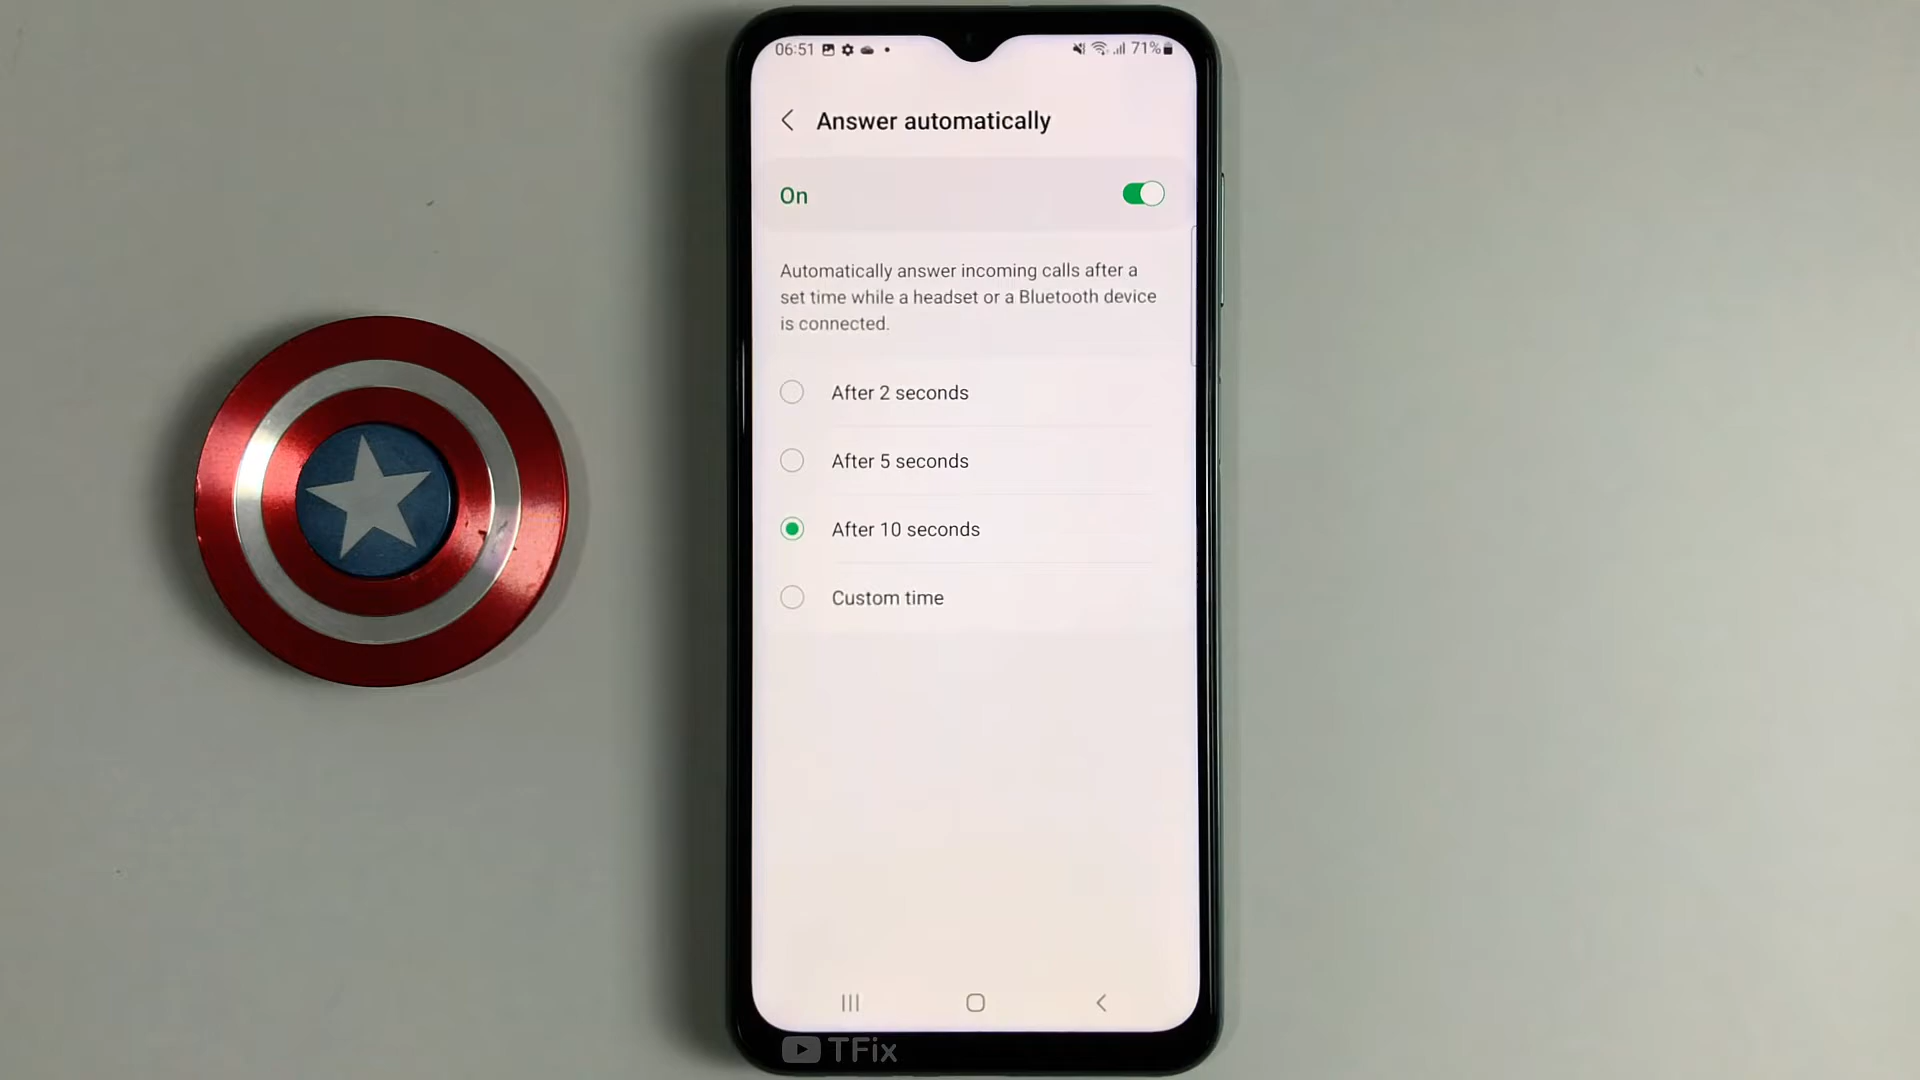 06:51
71%
Answer automatically
On
Automatically answer incoming calls after a
set time while a headset or a Bluetooth device
is connected.
After 2 seconds
After 5 seconds
After 10 seconds
Custom time
TFix